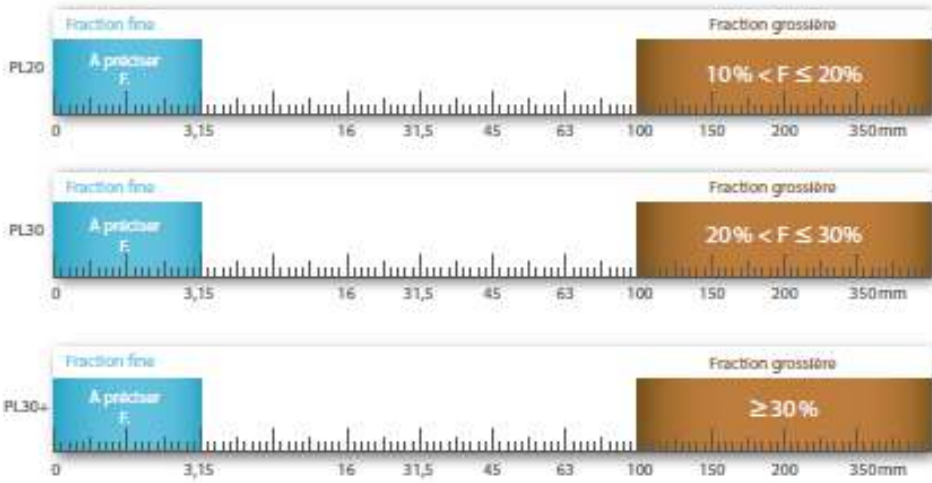 Fraction fine Fraction grossière
PL20
À préciser
F.
10% < F ≤ 20%
0 3,15 16 31,5 45 63 100 150 200 350mm
Fraction fine Fraction grossière
PL30
À préciser
F.
20% < F ≤ 30%
0 3,15 16 31,5 45 63 100 150 200 350mm
Fraction fine Fraction grossière
PL30+
À préciser
F.
≥30%
0 3,15 16 31,5 45 63 100 150 200 350mm